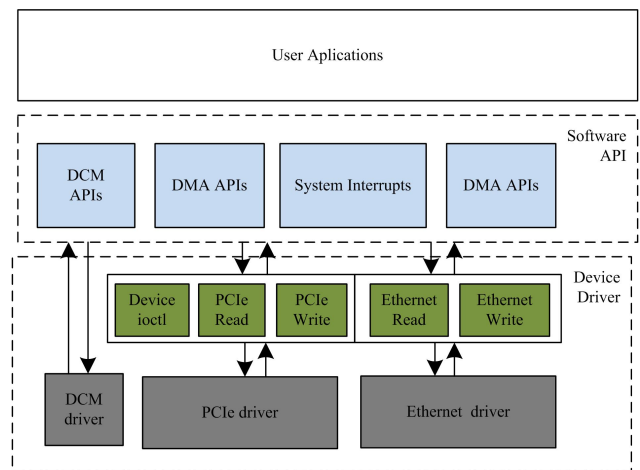 User Aplications
Software
API
DCM
APIs
DMA APIs
System Interrupts
DMA APIs
Device
Driver
Device
ioctl
PCIe
Read
PCIe
Write
Ethernet
Read
Ethernet
Write
DCM
driver
PCIe driver
Ethernet driver